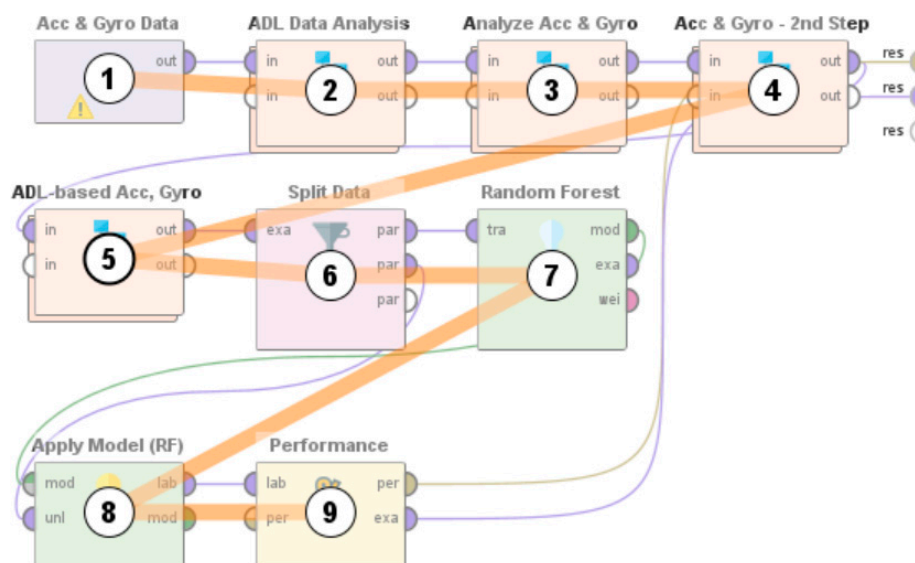 Acc & Gyro Data
ADL Data Analysis
Analyze Acc & Gyro
Acc & Gyro - 2nd Step
out
in
out
in
out
in
out
res
1
in
2
out
in
3
out
in
4
out
res
res
ADL-based Acc, Gyro
Split Data
Random Forest
in
out
exa
par
tra
mod
in
5
out
6
par
7
exa
par
wei
Apply Model (RF)
Performance
mod
lab
lab
per
unl
8
mod
per
9
exa